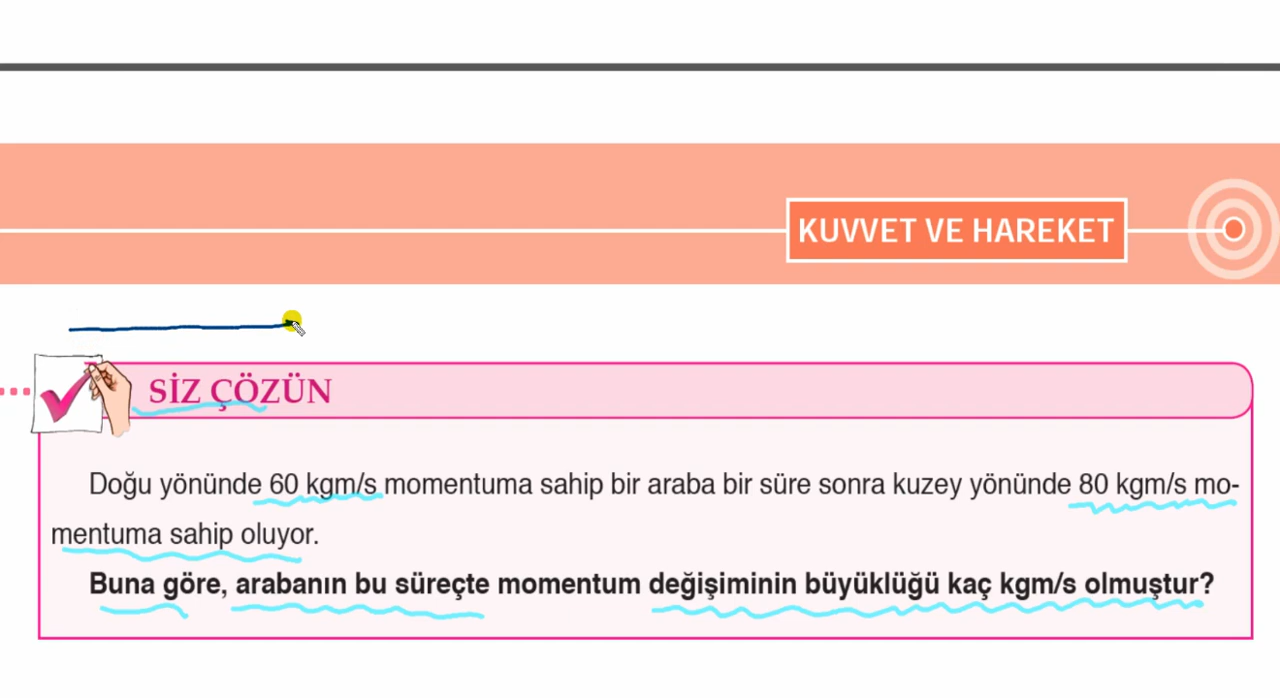 KUVVET VE HAREKET
SİZ ÇÖZÜN
Doğu yönünde 60 kgm/s momentuma sahip bir araba bir süre sonra kuzey yönünde 80 kgm/s mo-
mentuma sahip oluyor.
Buna göre, arabanın bu süreçte momentum değişiminin büyüklüğü kaç kgm/s olmuştur?